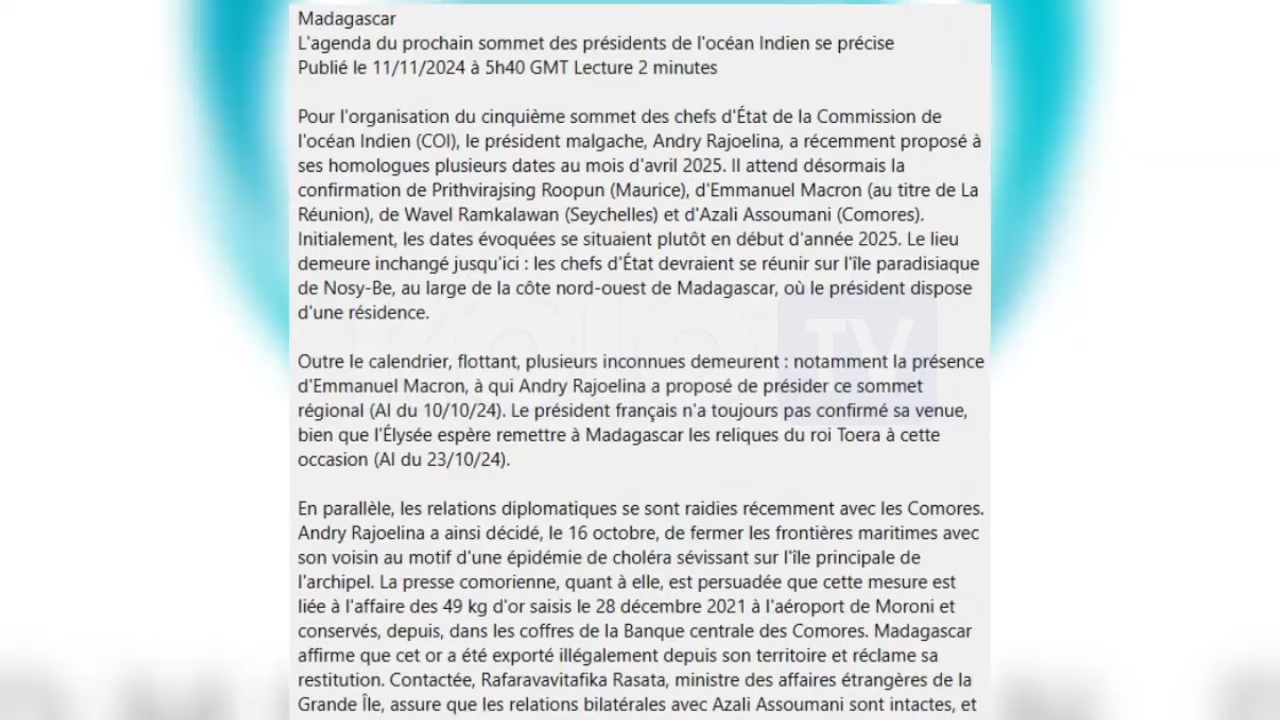 Madagascar
L'agenda du prochain sommet des présidents de l'océan Indien se précise
Publié le 11/11/2024 à 5h40 GMT Lecture 2 minutes
Pour l'organisation du cinquième sommet des chefs d'État de la Commission de
l'océan Indien (COI), le président malgache, Andry Rajoelina, a récemment proposé à
ses homologues plusieurs dates au mois d'avril 2025. Il attend désormais la
confirmation de Prithvirajsing Roopun (Maurice), d'Emmanuel Macron (au titre de La
Réunion), de Wavel Ramkalawan (Seychelles) et d'Azali Assoumani (Comores).
Initialement, les dates évoquées se situaient plutôt en début d'année 2025. Le lieu
demeure inchangé jusqu'ici : les chefs d'État devraient se réunir sur l'île paradisiaque
de Nosy-Be, au large de la côte nord-ouest de Madagascar, où le président dispose
d'une résidence.
Outre le calendrier, flottant, plusieurs inconnues demeurent : notamment la présence
d'Emmanuel Macron, à qui Andry Rajoelina a proposé de présider ce sommet
régional (AI du 10/10/24). Le président français n'a toujours pas confirmé sa venue,
bien que l'Élysée espère remettre à Madagascar les reliques du roi Toera à cette
occasion (AI du 23/10/24).
En parallèle, les relations diplomatiques se sont raidies récemment avec les Comores.
Andry Rajoelina a ainsi décidé, le 16 octobre, de fermer les frontières maritimes avec
son voisin au motif d'une épidémie de choléra sévissant sur l'île principale de
l'archipel. La presse comorienne, quant à elle, est persuadée que cette mesure est
liée à l'affaire des 49 kg d'or saisis le 28 décembre 2021 à l'aéroport de Moroni et
conservés, depuis, dans les coffres de la Banque centrale des Comores. Madagascar
affirme que cet or a été exporté illégalement depuis son territoire et réclame sa
restitution. Contactée, Rafaravavitafika Rasata, ministre des affaires étrangères de la
Grande Île, assure que les relations bilatérales avec Azali Assoumani sont intactes, et
TV